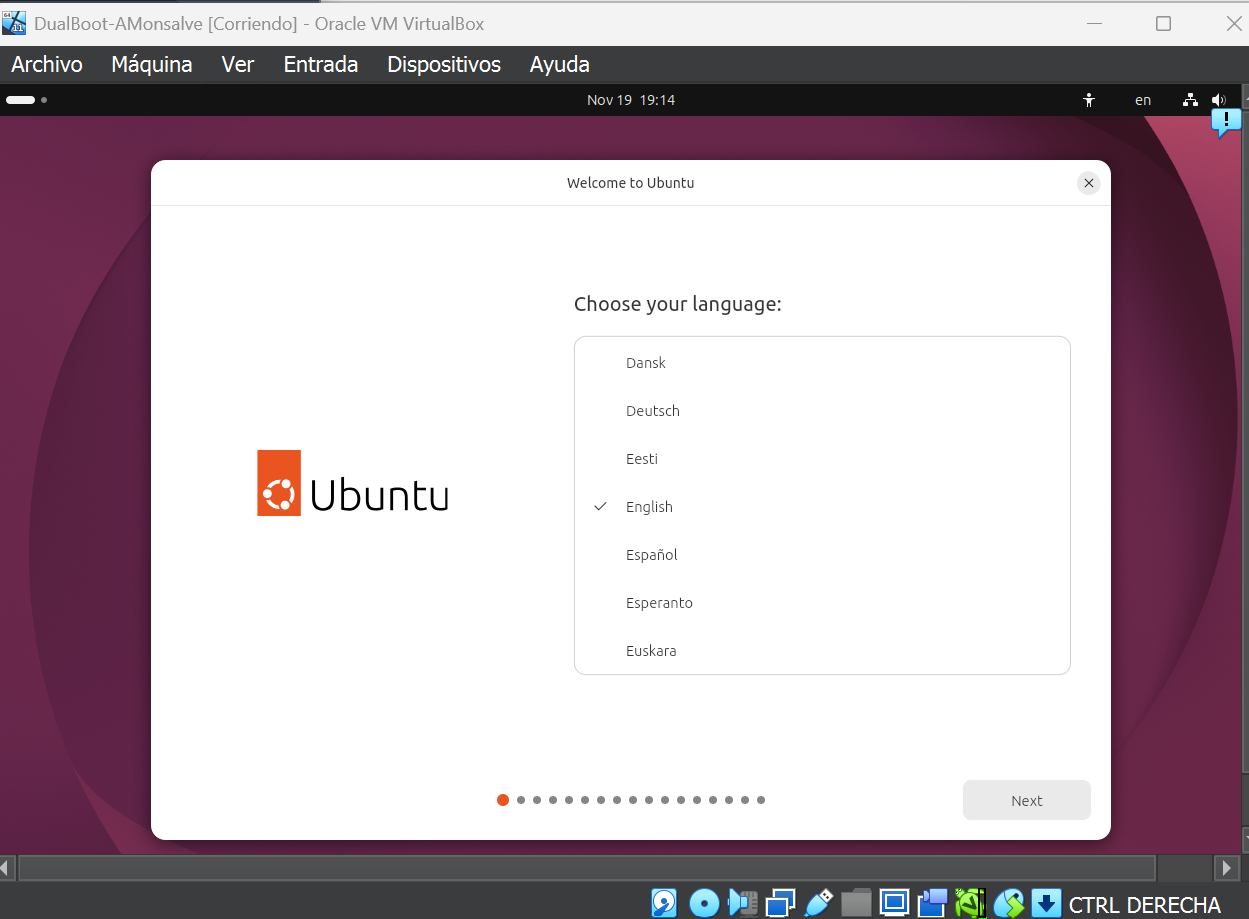 DualBoot-AMonsalve [Corriendo] - Oracle VM VirtualBox
Archivo Máquina Ver Entrada Dispositivos Ayuda
Nov 19 19:14
en
Welcome to Ubuntu
Choose your language:
Dansk
Deutsch
Eesti
English
Español
Esperanto
Euskara
Ubuntu
Next
CTRL DERECHA